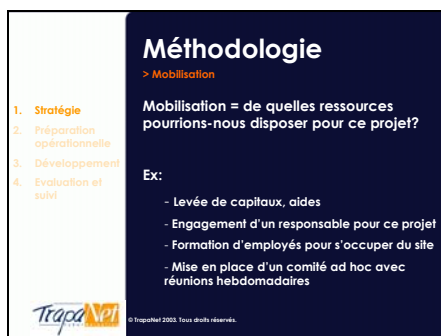 Méthodologie
> Mobilisation
1. Stratégie
2. Préparation
opérationnelle
3. Développement
4. Evaluation et
suivi
Mobilisation = de quelles ressources
pourrions-nous disposer pour ce projet?
Ex:
- Levée de capitaux, aides
- Engagement d'un responsable pour ce projet
- Formation d'employés pour s'occuper du site
- Mise en place d'un comité ad hoc avec
réunions hebdomadaires
TrapaNet
© TrapaNet 2003. Tous droits réservés.